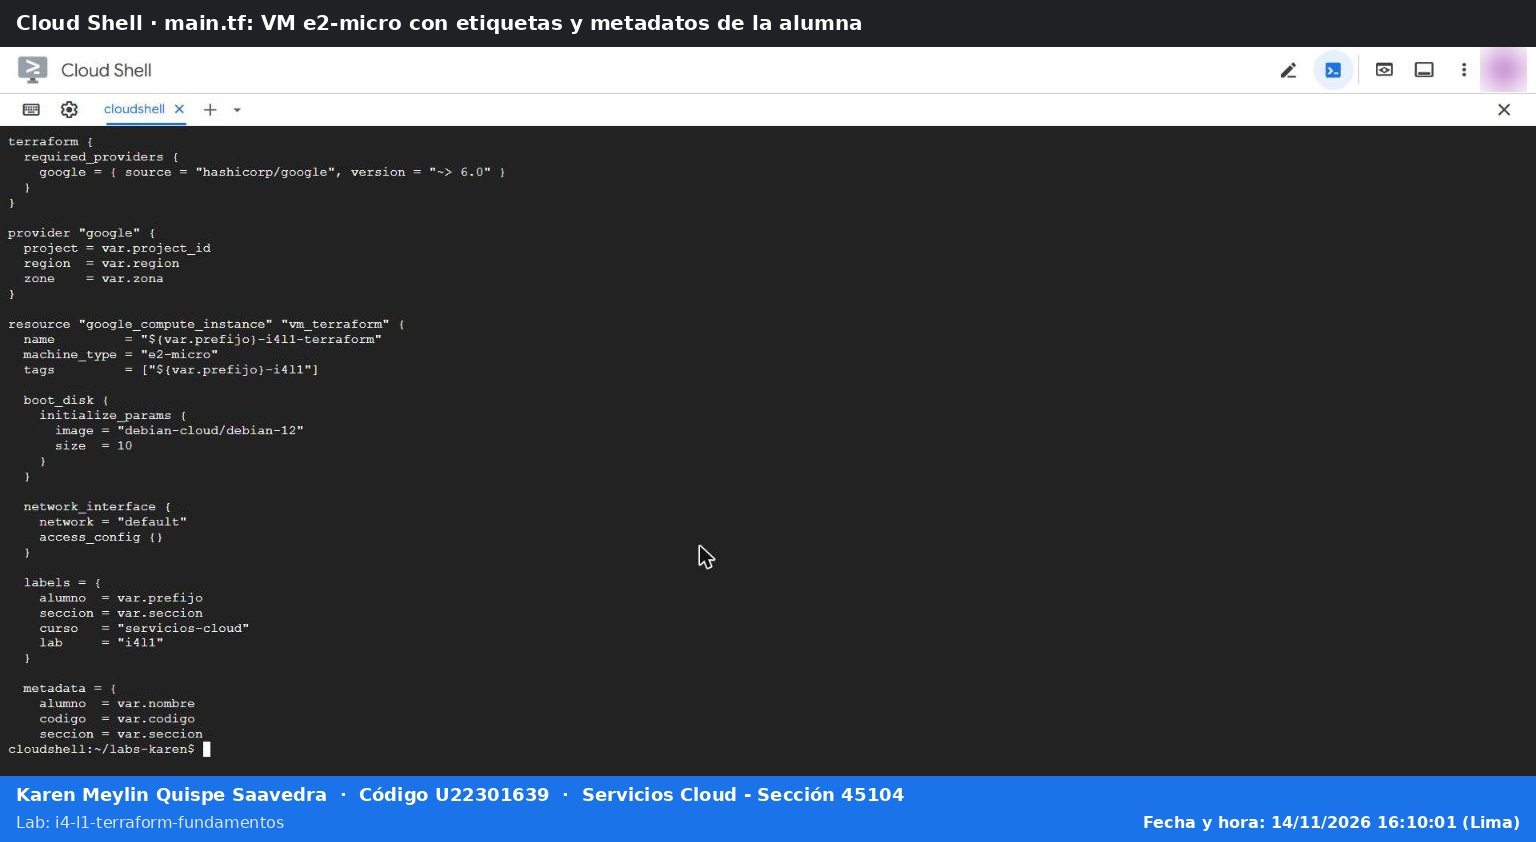 Cloud Shell · main.tf: VM e2-micro con etiquetas y metadatos de la alumna
Cloud Shell
cloudshell
terraform {
  required_providers {
    google = { source = "hashicorp/google", version = "~> 6.0" }
  }
}

provider "google" {
  project = var.project_id
  region  = var.region
  zone    = var.zona
}

resource "google_compute_instance" "vm_terraform" {
  name         = "${var.prefijo}-i4l1-terraform"
  machine_type = "e2-micro"
  tags         = ["${var.prefijo}-i4l1"]

  boot_disk {
    initialize_params {
      image = "debian-cloud/debian-12"
      size  = 10
    }
  }

  network_interface {
    network = "default"
    access_config {}
  }

  labels = {
    alumno  = var.prefijo
    seccion = var.seccion
    curso   = "servicios-cloud"
    lab     = "i4l1"
  }

  metadata = {
    alumno  = var.nombre
    codigo  = var.codigo
    seccion = var.seccion
cloudshell:~/labs-karen$
Karen Meylin Quispe Saavedra · Código U22301639 · Servicios Cloud - Sección 45104
Lab: i4-l1-terraform-fundamentos
Fecha y hora: 14/11/2026 16:10:01 (Lima)